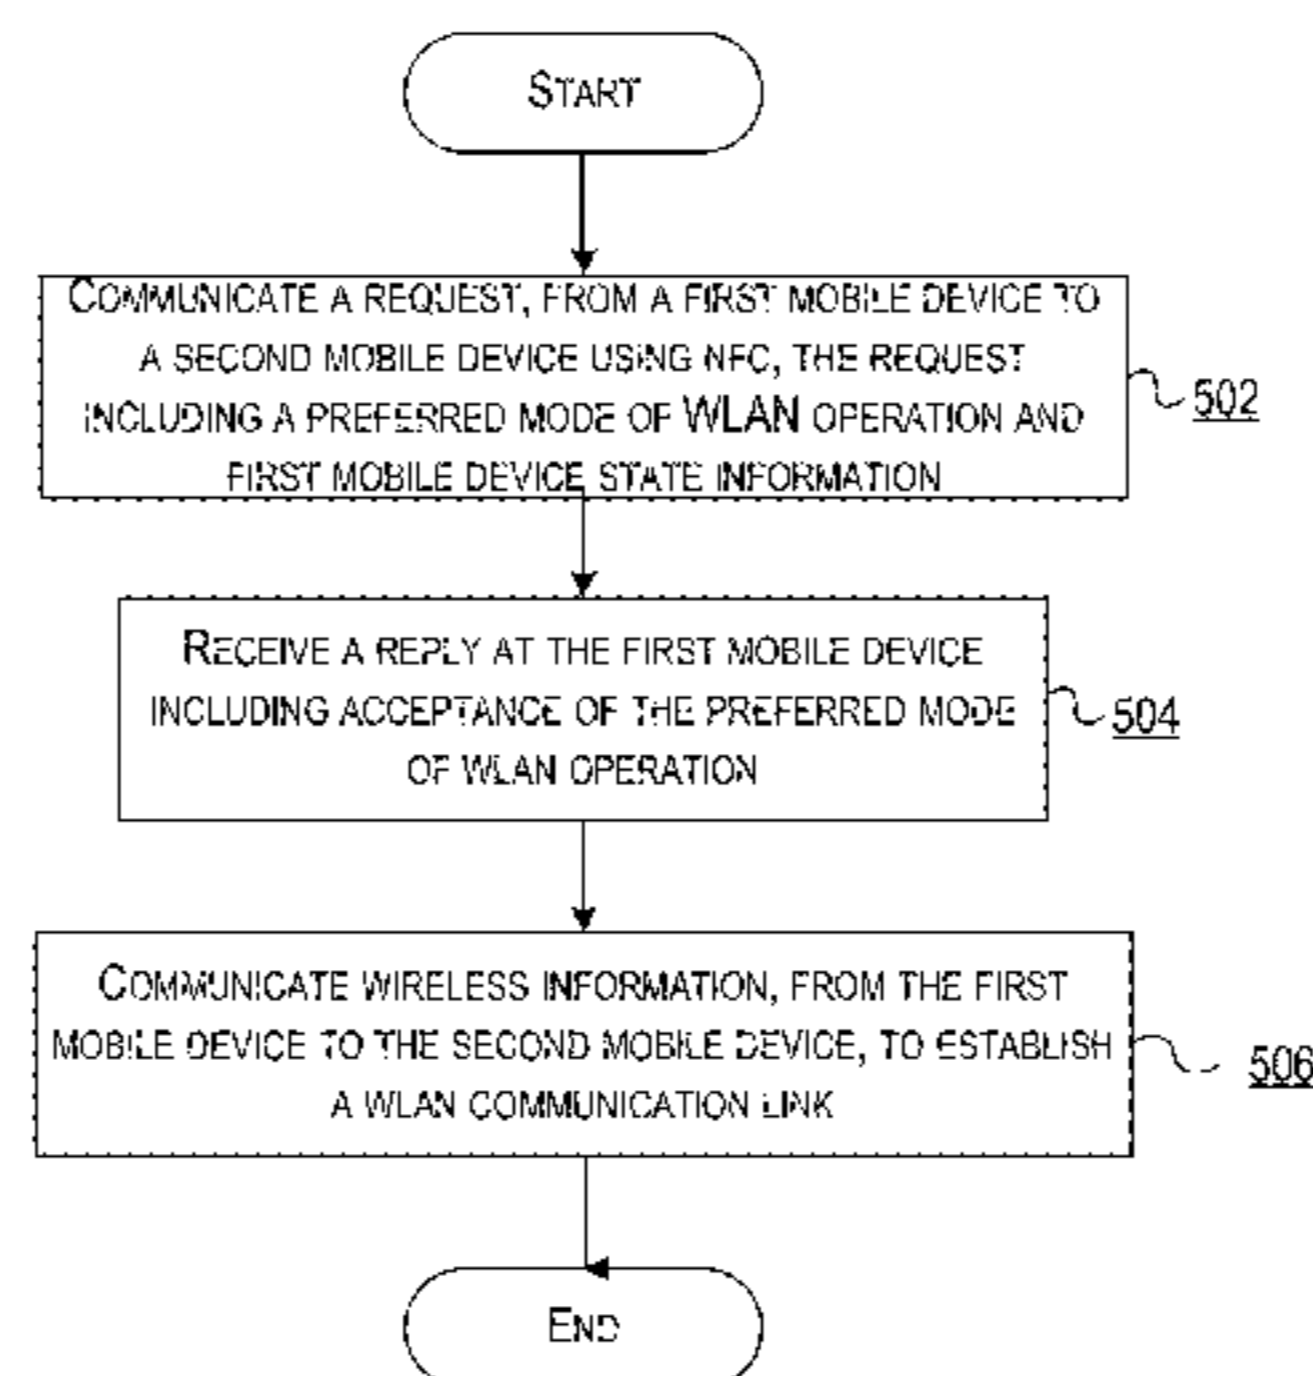 START
COMMUNICATE A REQUEST, FROM A FIRST MOBILE DEVICE TO
A SECOND MOBILE DEVICE USING NFC, THE REQUEST
INCLUDING A PREFERRED MODE OF WLAN OPERATION AND
FIRST MOBILE DEVICE STATE INFORMATION
502
RECEIVE A REPLY AT THE FIRST MOBILE DEVICE
INCLUDING ACCEPTANCE OF THE PREFERRED MODE
OF WLAN OPERATION
504
COMMUNICATE WIRELESS INFORMATION, FROM THE FIRST
MOBILE DEVICE TO THE SECOND MOBILE DEVICE, TO ESTABLISH
A WLAN COMMUNICATION LINK
506
END